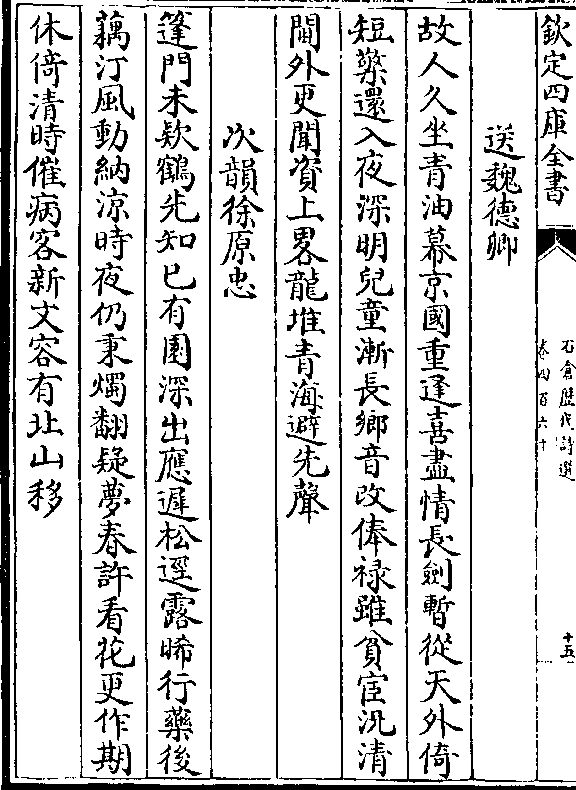 欽定四庫全書
石倉歴代詩選
卷四百六十
十五
送魏德卿
故人久坐青油幕京國重逢喜盡情長劍暫從天外倚
短檠還入夜深明兒童漸長鄉音改俸禄雖貧宦況清
閫外更聞資上畧龍堆青海避先聲
次韻徐原忠
篷門未欵鶴先知已有園深出應遲松逕露晞行藥後
藕汀風動納涼時夜仍秉燭翻疑夢春許看花更作期
休倚清時催病客新文容有北山移